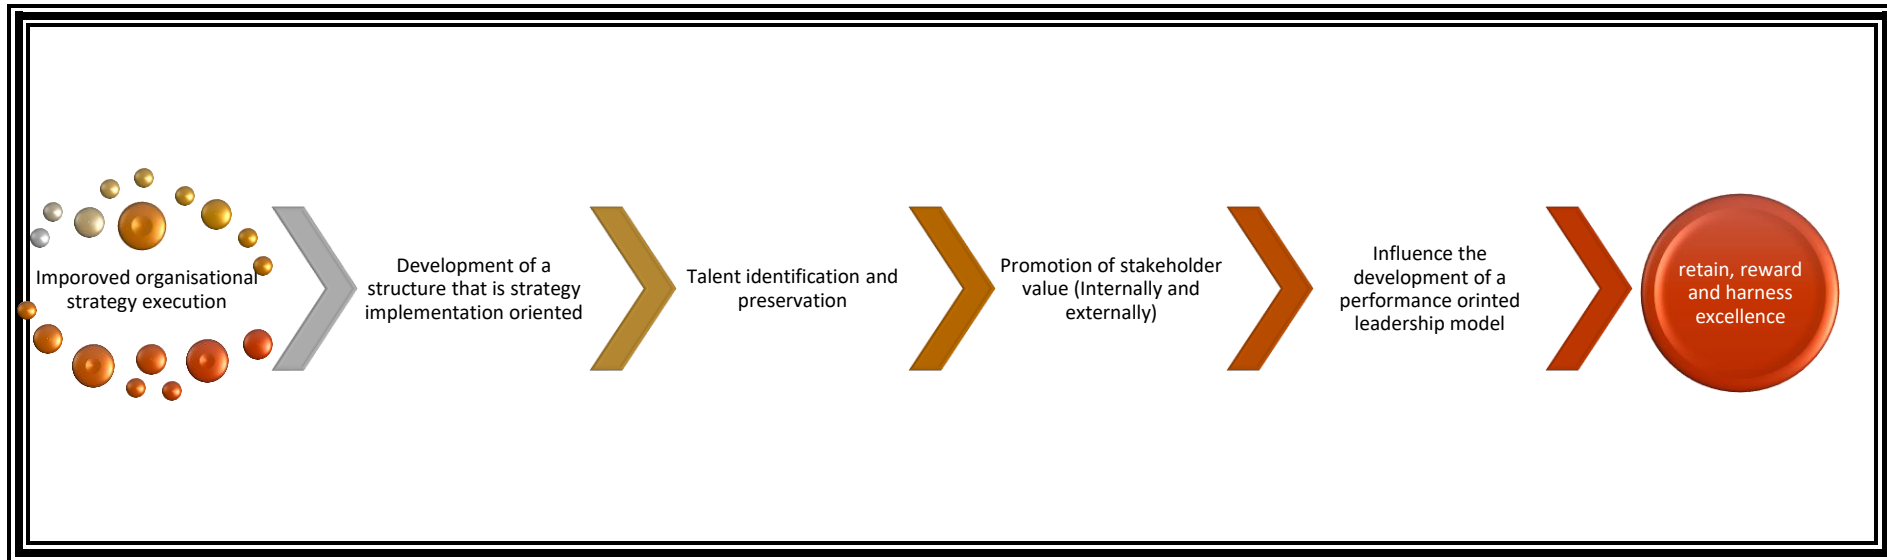 Imporoved organisational
strategy execution
Development of a
structure that is strategy
implementation oriented
Talent identification and
preservation
Promotion of stakeholder
value (Internally and
externally)
Influence the
development of a
performance orinted
leadership model
retain, reward
and harness
excellence